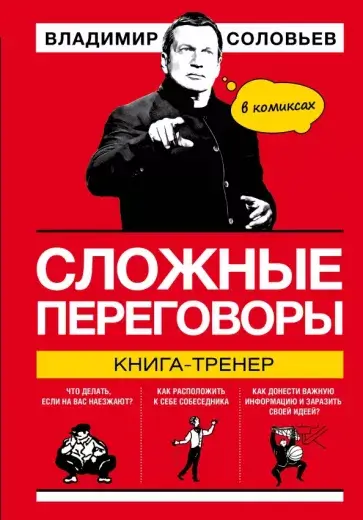 ВЛАДИМИР СОЛОВЬЕВ
в комиксах
СЛОЖНЫЕ
ПЕРЕГОВОРЫ
КНИГА-ТРЕНЕР
ЧТО ДЕЛАТЬ,
ЕСЛИ НА ВАС НАЕЗЖАЮТ?
КАК РАСПОЛОЖИТЬ
К СЕБЕ СОБЕСЕДНИКА
КАК ДОНЕСТИ ВАЖНУЮ
ИНФОРМАЦИЮ И ЗАРАЗИТЬ
СВОЕЙ ИДЕЕЙ?